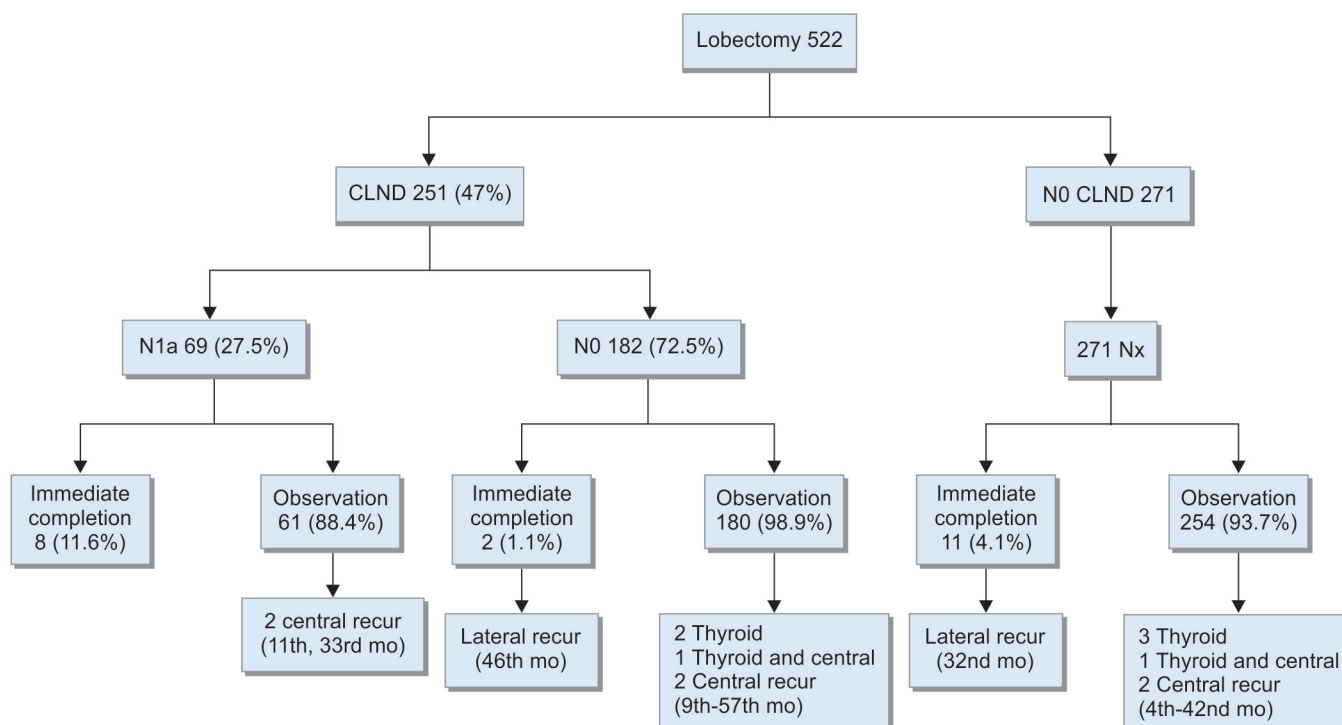 Lobectomy 522
CLND 251 (47%)
N0 CLND 271
N1a 69 (27.5%)
N0 182 (72.5%)
271 Nx
Immediate
completion
8 (11.6%)
Observation
61 (88.4%)
Immediate
completion
2 (1.1%)
Observation
180 (98.9%)
Immediate
completion
11 (4.1%)
Observation
254 (93.7%)
2 central recur
(11th, 33rd mo)
Lateral recur
(46th mo)
2 Thyroid
1 Thyroid and central
2 Central recur
(9th-57th mo)
Lateral recur
(32nd mo)
3 Thyroid
1 Thyroid and central
2 Central recur
(4th-42nd mo)